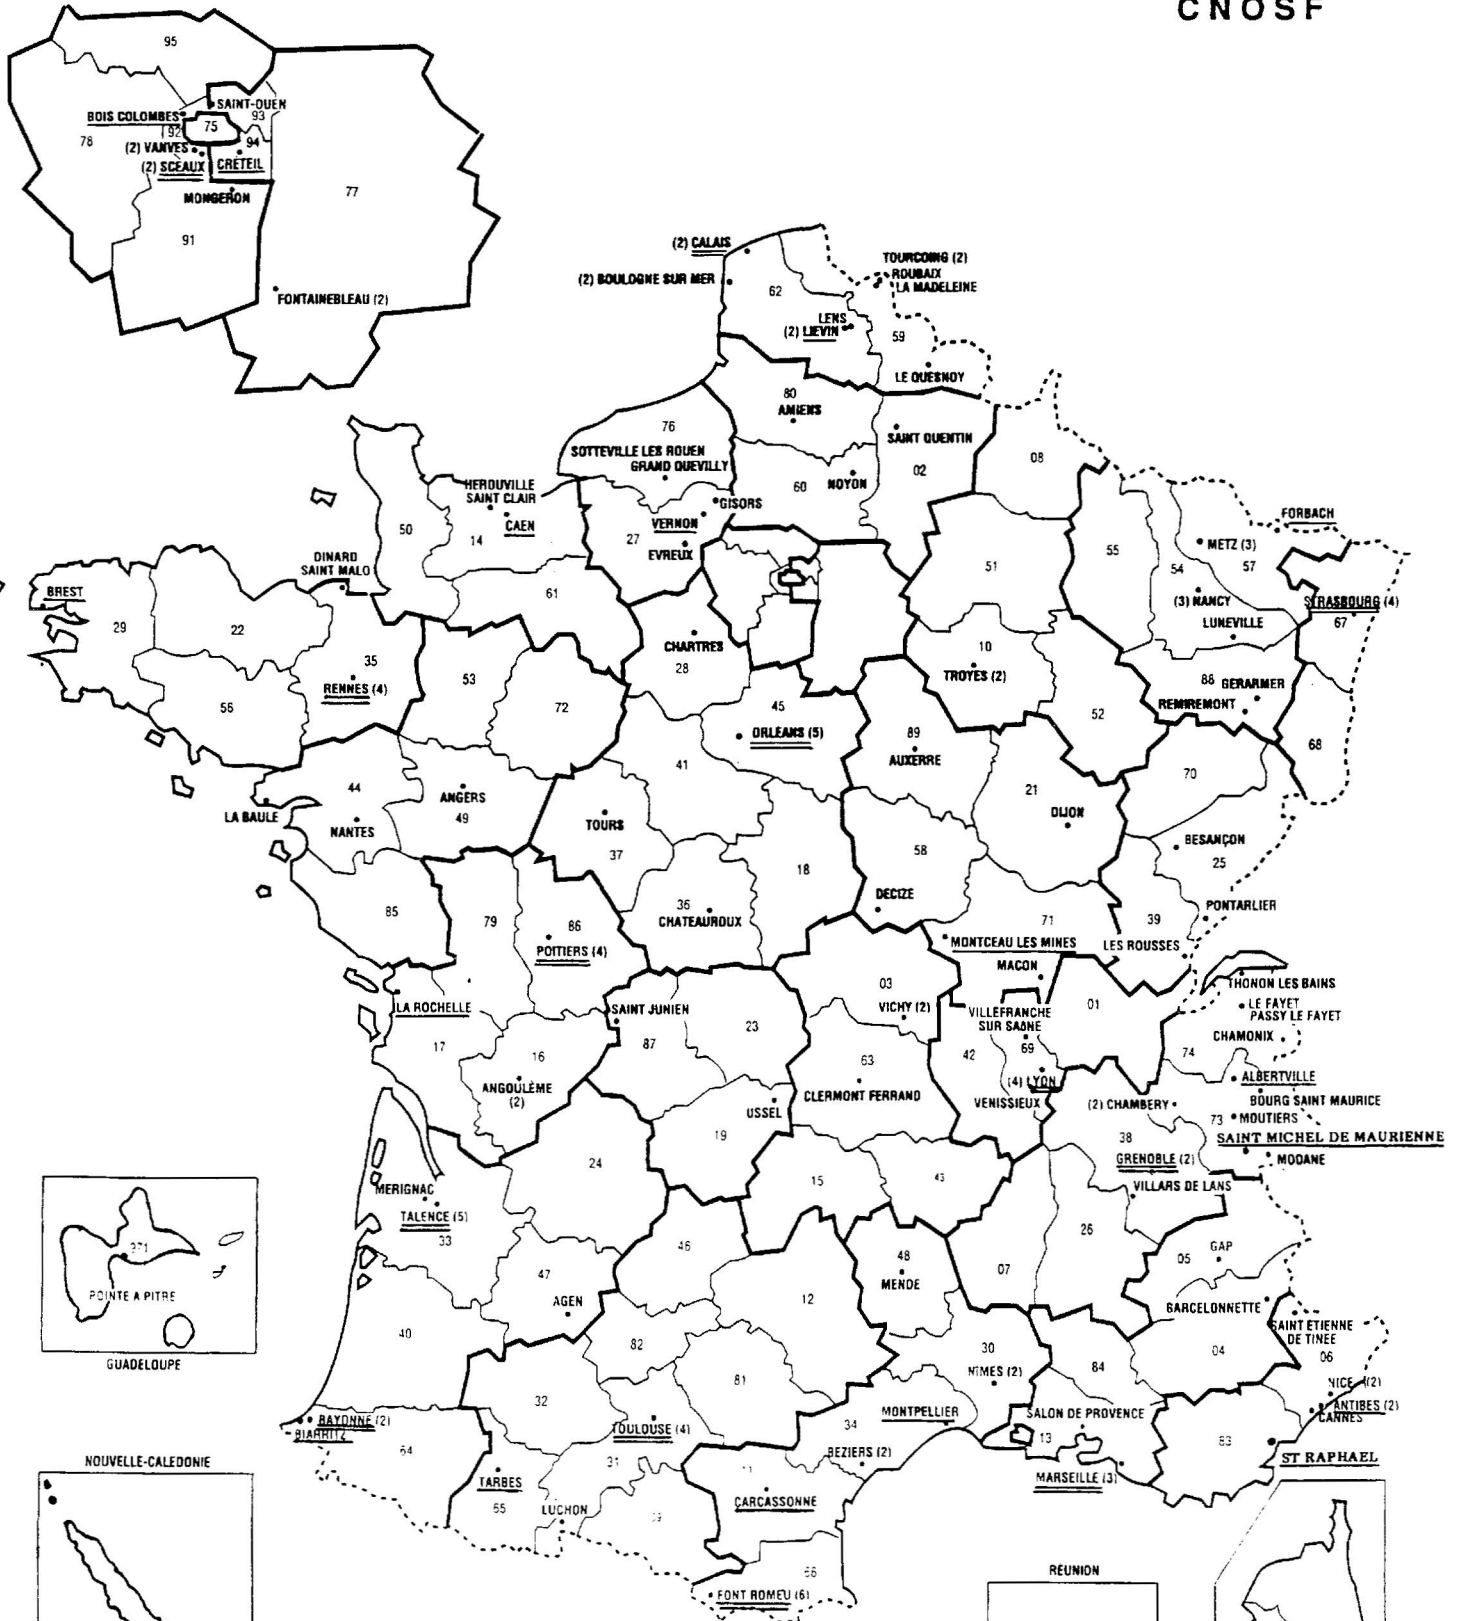 CNOSF
95
SAINT-OUEN
BOIS COLOMBES
93
92
75
78
(2) VANVES
94
(2) SCEAUX
CRÉTEIL
MONGERON
77
91
FONTAINEBLEAU (2)
(2) CALAIS
TOURCOING (2)
ROUBAIX
LA MADELEINE
(2) BOULOGNE SUR MER
62
LENS
(2) LIEVIN
59
LE QUESNOY
80
AMIENS
76
SOTTEVILLE LES ROUEN
GRAND QUEVILLY
SAINT QUENTIN
02
08
60
NOYON
HEROUVILLE
SAINT CLAIR
CAEN
14
50
GISORS
VERNON
27
EVREUX
FORBACH
METZ (3)
57
55
54
(3) NANCY
LUNEVILLE
STRASBOURG (4)
67
51
DINARD
SAINT MALO
61
BREST
29
22
35
RENNES (4)
56
53
72
CHARTRES
28
10
TROYES (2)
88
GERARMER
REMIREMONT
52
68
45
ORLEANS (5)
89
AUXERRE
41
70
44
NANTES
LA BAULE
ANGERS
49
TOURS
37
21
DIJON
BESANÇON
25
58
DECIZE
18
36
CHATEAUROUX
85
79
86
POITIERS (4)
71
MONTCEAU LES MINES
MACON
39
PONTARLIER
LES ROUSSES
THONON LES BAINS
LE FAYET
PASSY LE FAYET
CHAMONIX
03
VICHY (2)
VILLEFRANCHE
SUR SAÔNE
01
LA ROCHELLE
SAINT JUNIEN
23
87
17
16
ANGOULÊME
(2)
63
CLERMONT FERRAND
42
69
(4) LYON
VENISSIEUX
74
ALBERTVILLE
BOURG SAINT MAURICE
(2) CHAMBERY
73
MOUTIERS
SAINT MICHEL DE MAURIENNE
MODANE
38
GRENOBLE (2)
VILLARS DE LANS
USSEL
19
24
15
43
MERIGNAC
TALENCE (5)
33
46
48
MENDE
07
26
05
GAP
47
AGEN
12
BARCELONNETTE
SAINT ETIENNE
DE TINEE
06
04
40
82
30
NIMES (2)
84
NICE (2)
ANTIBES (2)
CANNES
32
81
34
MONTPELLIER
SALON DE PROVENCE
13
83
ST RAPHAEL
BAYONNE (2)
BIARRITZ
64
TOULOUSE (4)
31
BEZIERS (2)
MARSEILLE (3)
TARBES
65
LUCHON
11
CARCASSONNE
66
FONT ROMEU (6)
POINTE A PITRE
GUADELOUPE
NOUVELLE-CALEDONIE
REUNION